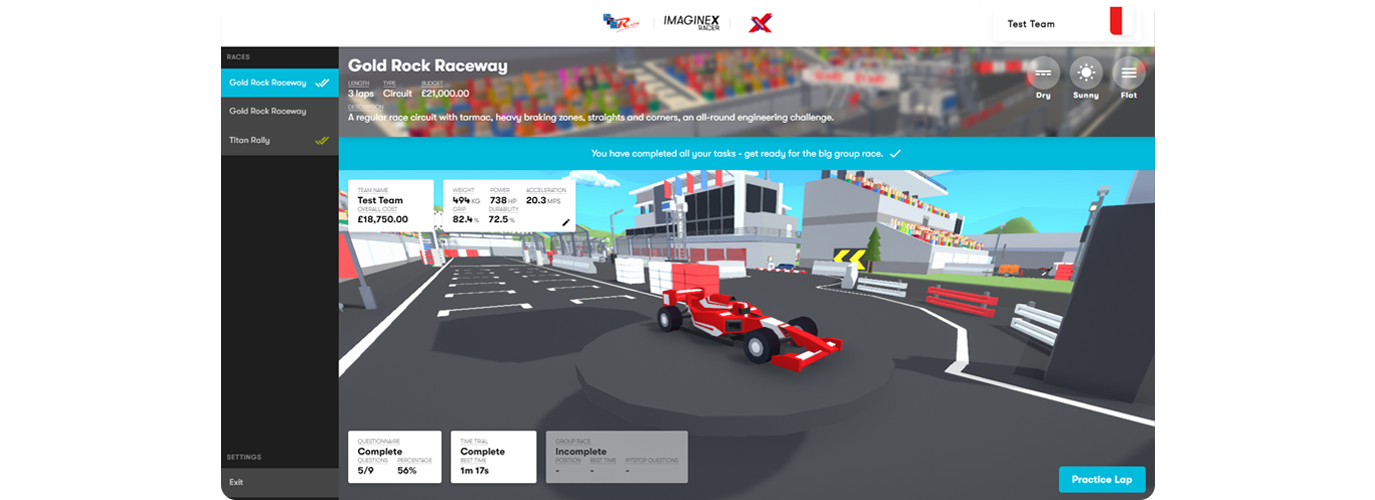 IMAGINEX
RACER
Test Team
RACES
Gold Rock Raceway
Gold Rock Raceway
Titan Rally
SETTINGS
Exit
Gold Rock Raceway
LENGTH TYPE BUDGET
3 laps Circuit £21,000.00
DESCRIPTION
A regular race circuit with tarmac, heavy braking zones, straights and corners, an all-round engineering challenge.
Dry Sunny Flat
You have completed all your tasks - get ready for the big group race.
TEAM NAME
Test Team
OVERALL COST
£18,750.00
WEIGHT POWER ACCELERATION
494 KG 738 HP 20.3 MPS
GRIP DURABILITY
82.4 % 72.5 %
QUESTIONNAIRE
Complete
QUESTIONS PERCENTAGE
5/9 56%
TIME TRIAL
Complete
BEST TIME
1m 17s
GROUP RACE
Incomplete
POSITION BEST TIME PITSTOP QUESTIONS
- - -
Practice Lap